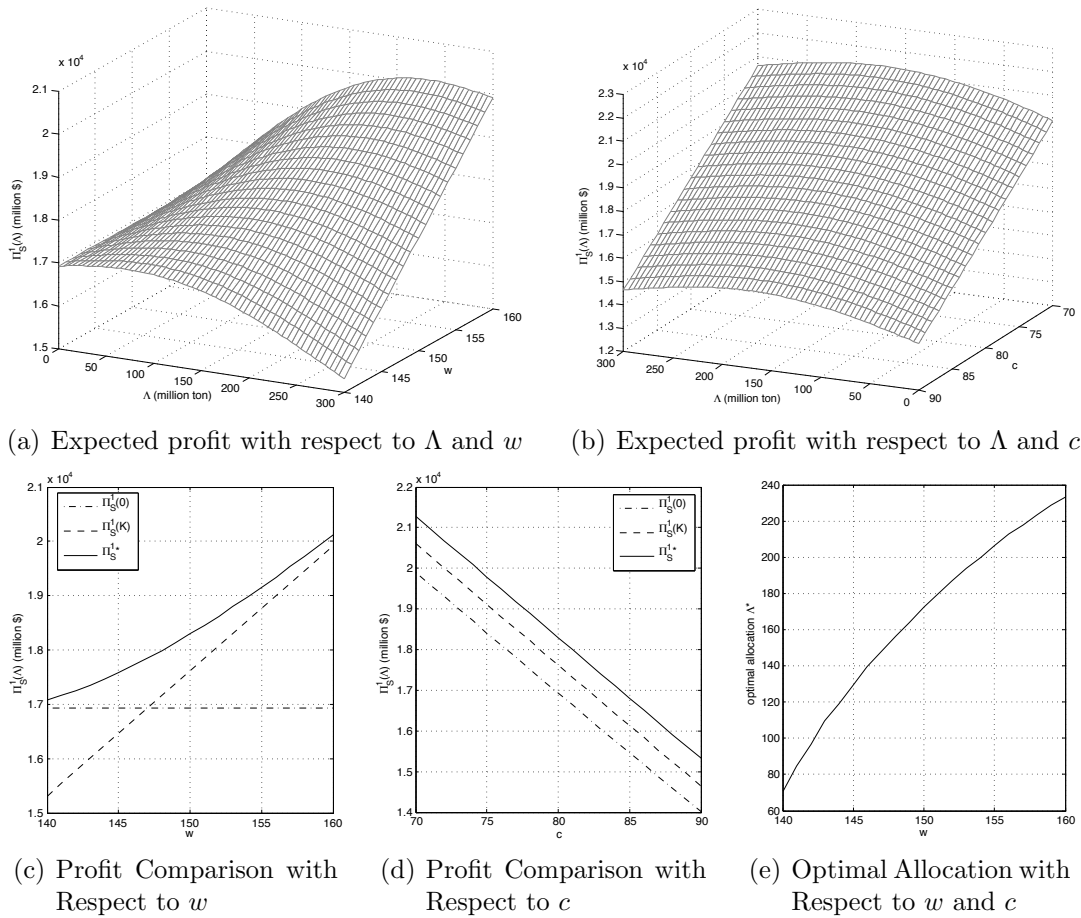 x 10⁴
2.1
2
1.9
1.8
1.7
1.6
1.5
Π_S^1(Λ) (million $)
0
50
100
150
200
250
300
Λ (million ton)
140
145
150
155
160
w
(a) Expected profit with respect to Λ and w
x 10⁴
2.3
2.2
2.1
2
1.9
1.8
1.7
1.6
1.5
1.4
1.3
1.2
Π_S^1(Λ) (million $)
300
250
200
150
100
50
0
Λ (million ton)
90
85
80
75
70
c
(b) Expected profit with respect to Λ and c
x 10⁴
2.1
2
1.9
1.8
1.7
1.6
1.5
Π_S^1(Λ) (million $)
Π_S^1(0)
Π_S^1(K)
Π_S^1*
140
145
150
155
160
w
(c) Profit Comparison with
Respect to w
x 10⁴
2.2
2.1
2
1.9
1.8
1.7
1.6
1.5
1.4
Π_S^1(Λ) (million $)
Π_S^1(0)
Π_S^1(K)
Π_S^1*
70
75
80
85
90
c
(d) Profit Comparison with
Respect to c
240
220
200
180
160
140
120
100
80
60
optimal allocation Λ*
140
145
150
155
160
w
(e) Optimal Allocation with
Respect to w and c